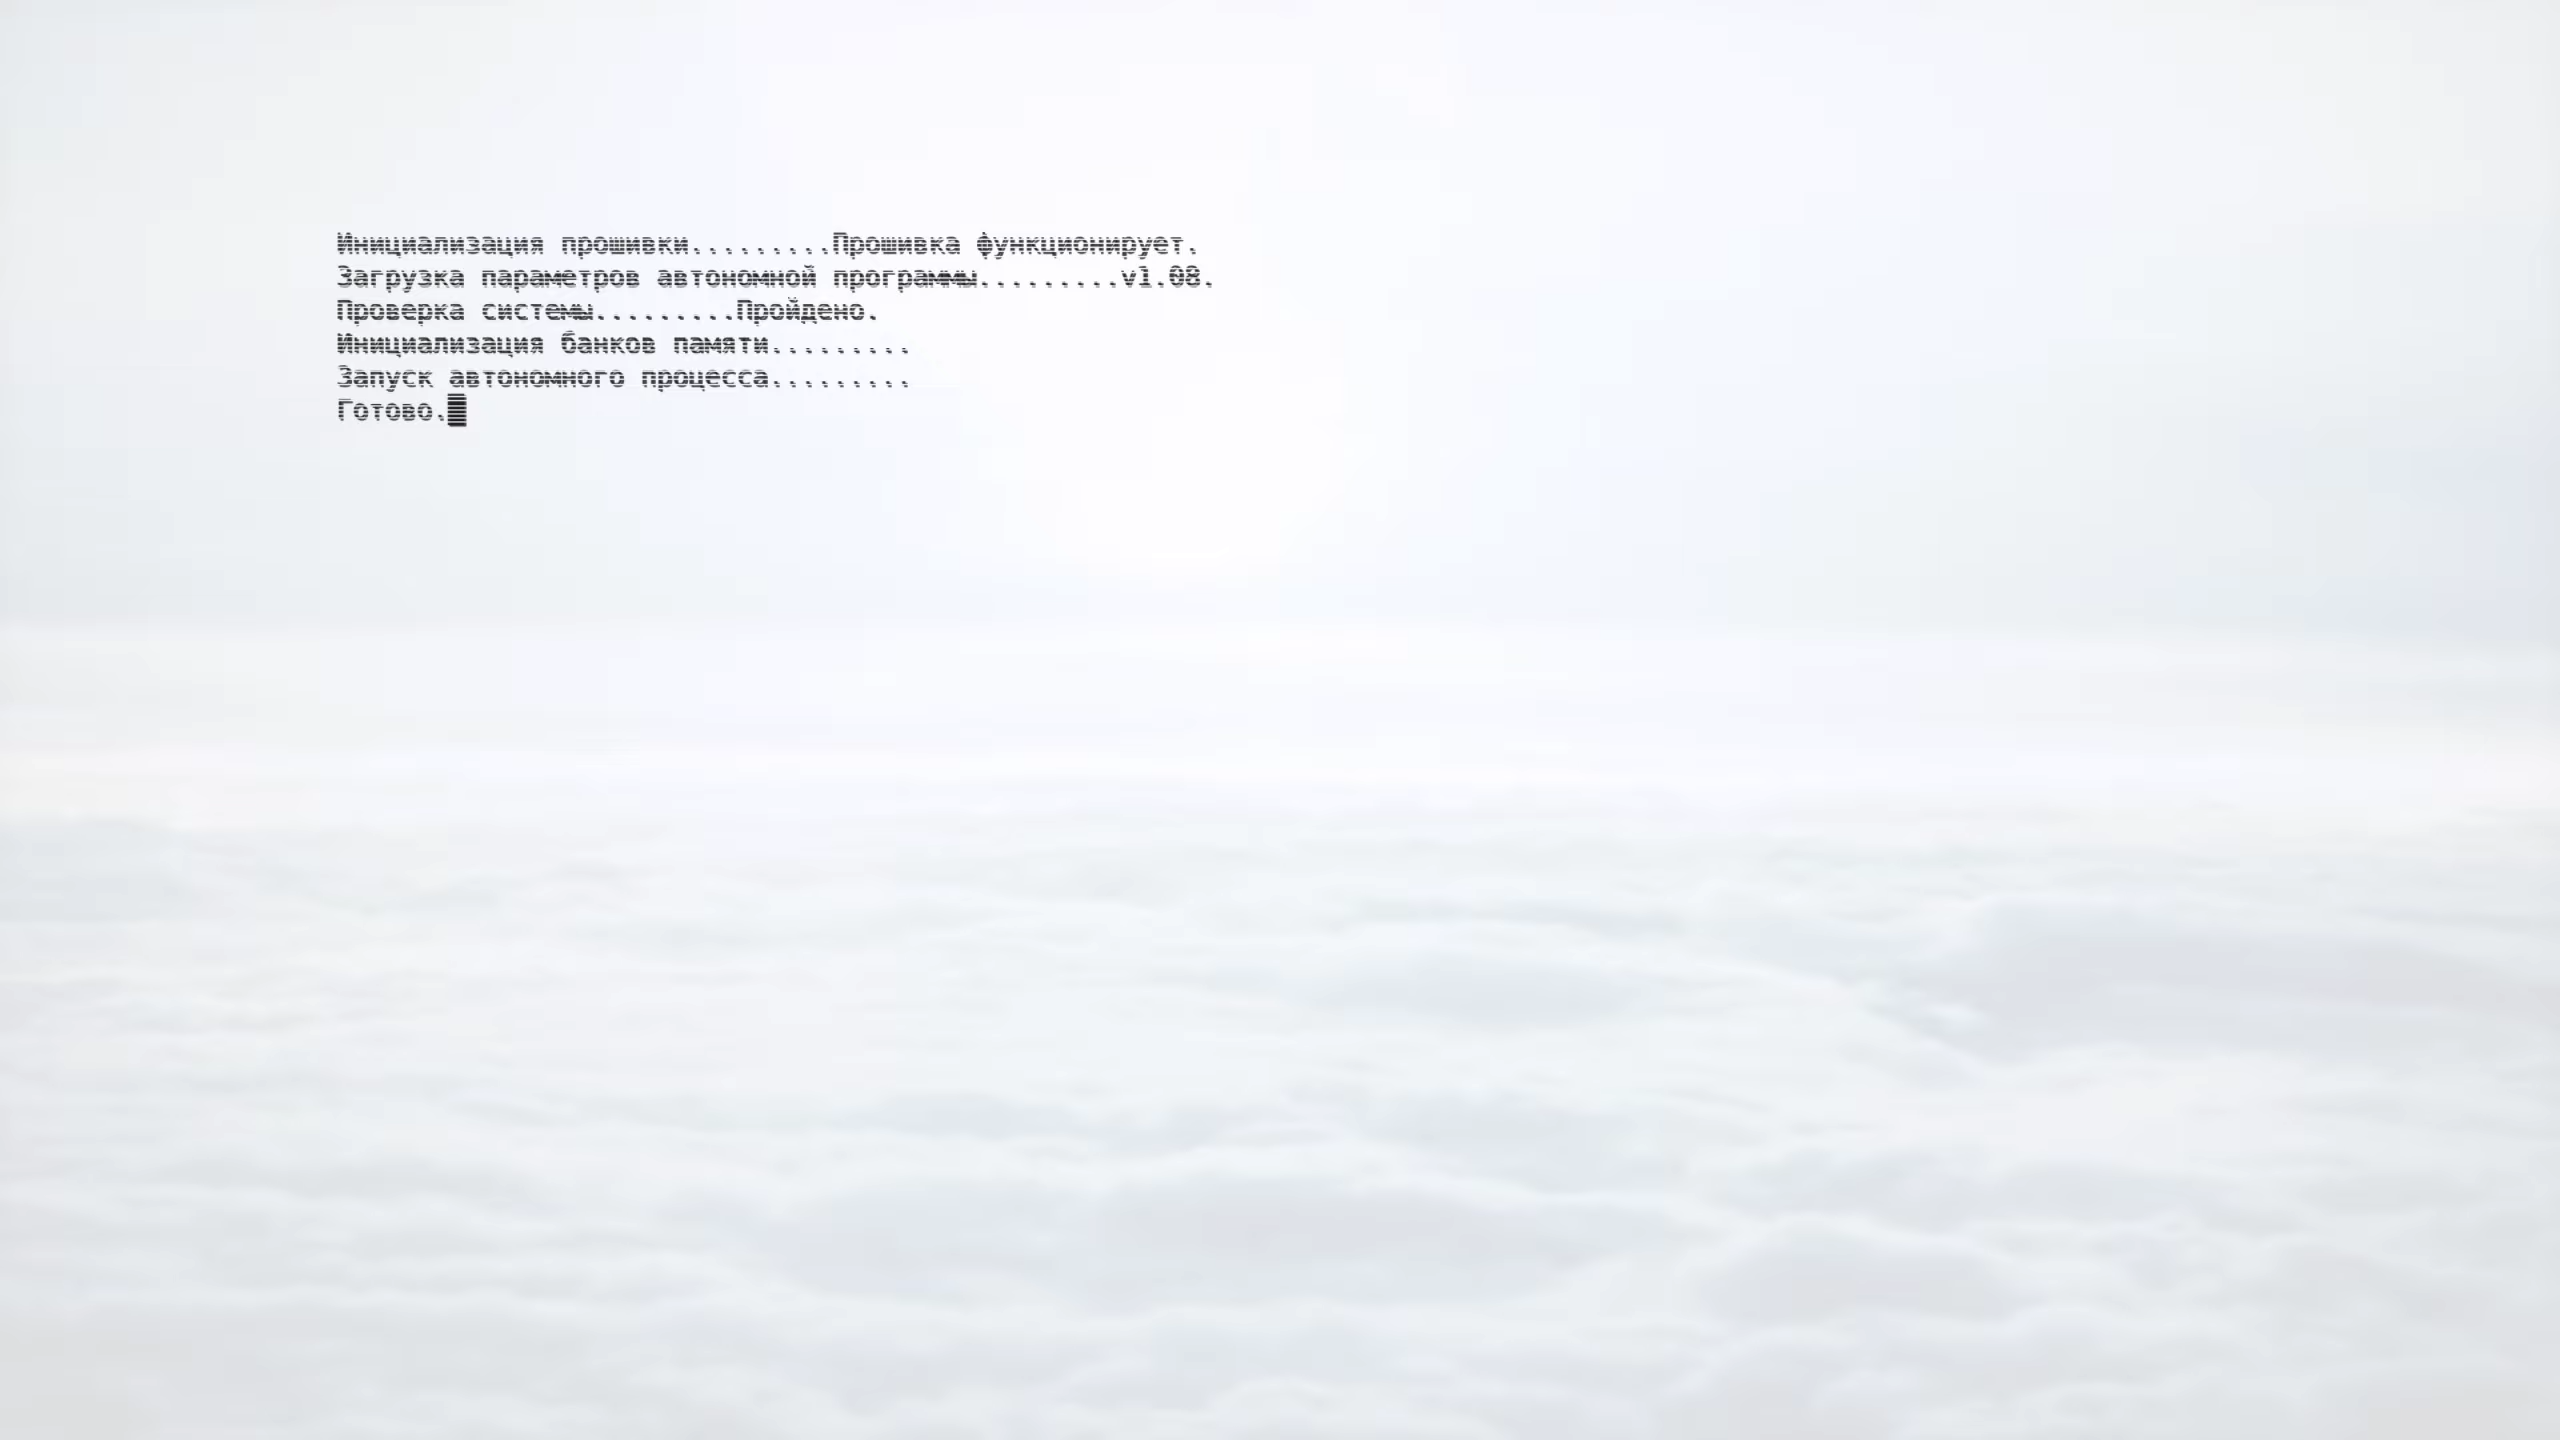 Инициализация прошивки.........Прошивка функционирует.
Загрузка параметров автономной программы.........v1.08.
Проверка системы.........Пройдено.
Инициализация банков памяти.........
Запуск автономного процесса.........
Готово.